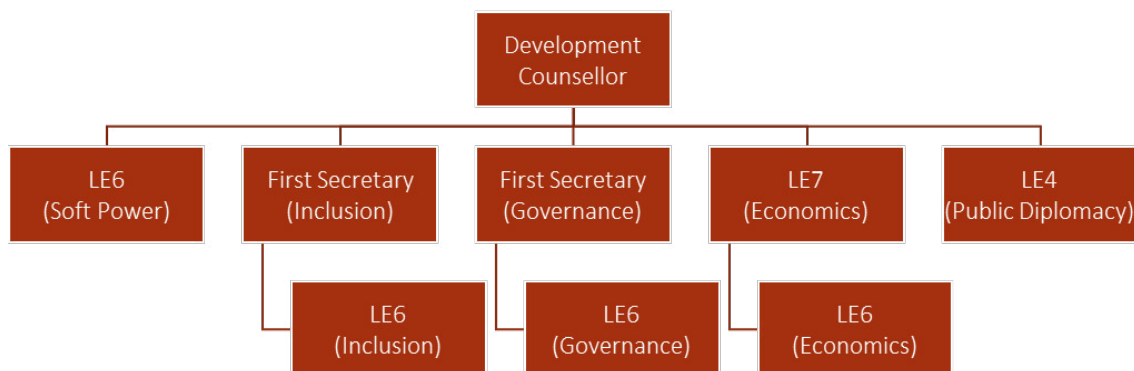 Development
Counsellor
LE6
(Soft Power)
First Secretary
(Inclusion)
First Secretary
(Governance)
LE7
(Economics)
LE4
(Public Diplomacy)
LE6
(Inclusion)
LE6
(Governance)
LE6
(Economics)